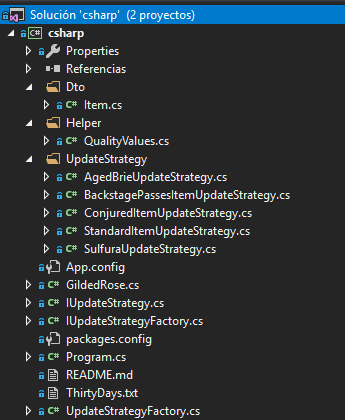 Solución 'csharp' (2 proyectos)
C# csharp
Properties
Referencias
Dto
C# Item.cs
Helper
C# QualityValues.cs
UpdateStrategy
C# AgedBrieUpdateStrategy.cs
C# BackstagePassesItemUpdateStrategy.cs
C# ConjuredItemUpdateStrategy.cs
C# StandardItemUpdateStrategy.cs
C# SulfuraUpdateStrategy.cs
App.config
C# GildedRose.cs
C# IUpdateStrategy.cs
C# IUpdateStrategyFactory.cs
packages.config
C# Program.cs
README.md
ThirtyDays.txt
C# UpdateStrategyFactory.cs